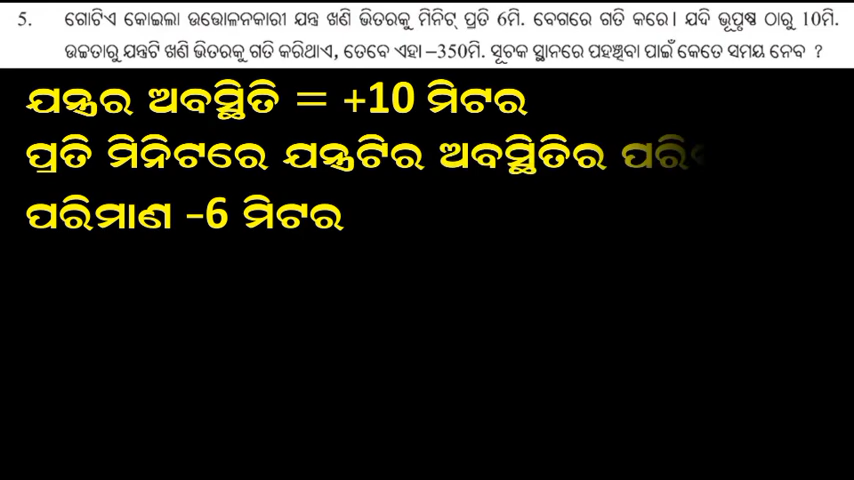 5. ଗୋଟିଏ କୋଇଲା ଉତ୍ତୋଳନକାରୀ ଯନ୍ତ୍ର ଖଣି ଭିତରକୁ ମିନିଟ୍ ପ୍ରତି 6ମି. ବେଗରେ ଗତି କରେ। ଯଦି ଭୂପୃଷ୍ଠ ଠାରୁ 10ମି.
ଉଚ୍ଚତାରୁ ଯନ୍ତ୍ରଟି ଖଣି ଭିତରକୁ ଗତି କରିଥାଏ, ତେବେ ଏହା –350ମି. ସୂଚକ ସ୍ଥାନରେ ପହଞ୍ଚିବା ପାଇଁ କେତେ ସମୟ ନେବ ?
ଯନ୍ତ୍ରର ଅବସ୍ଥିତି = +10 ମିଟର
ପ୍ରତି ମିନିଟରେ ଯନ୍ତ୍ରଟିର ଅବସ୍ଥିତିର
ପରିମାଣ -6 ମିଟର